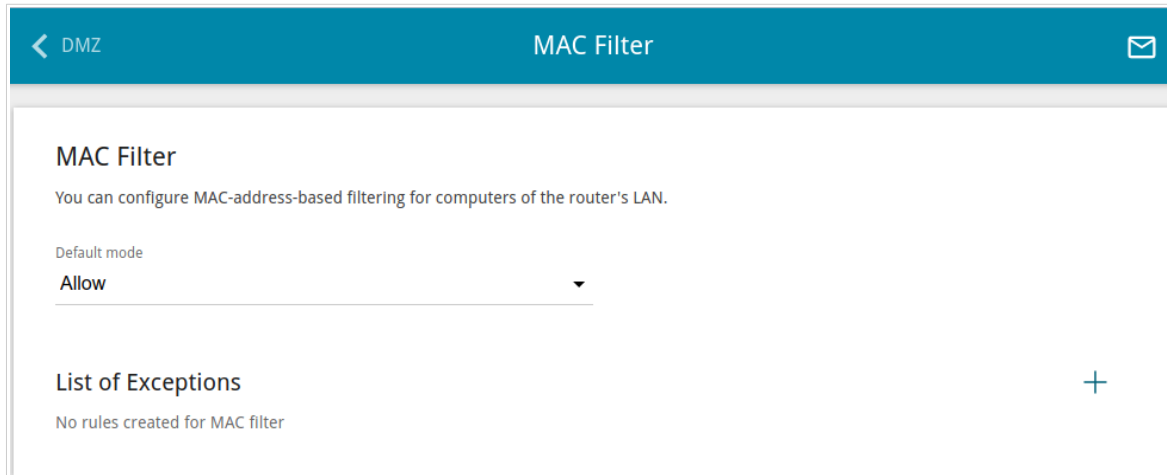 DMZ
MAC Filter
MAC Filter
You can configure MAC-address-based filtering for computers of the router's LAN.
Default mode
Allow
List of Exceptions
No rules created for MAC filter